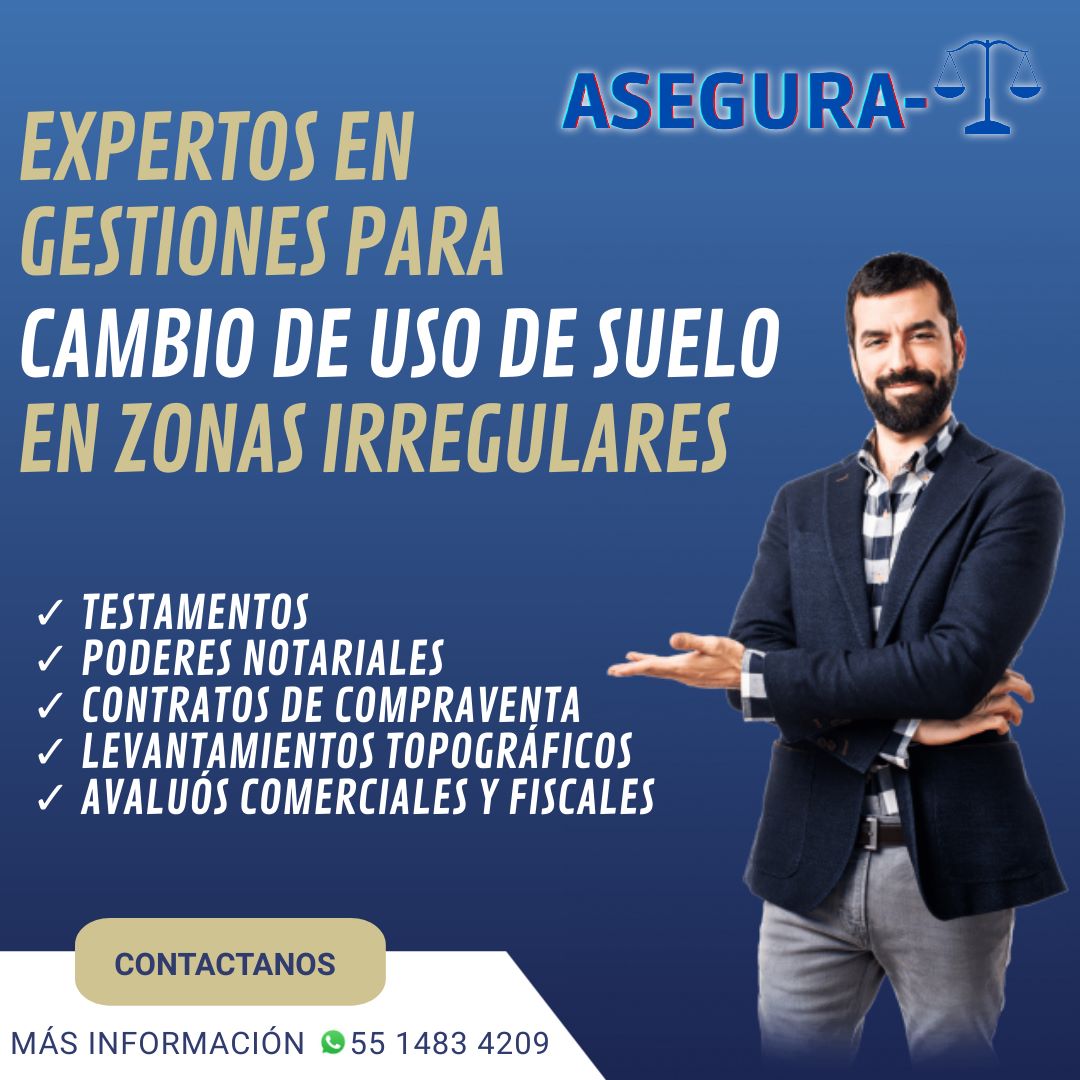 ASEGURA-
EXPERTOS EN
GESTIONES PARA
CAMBIO DE USO DE SUELO
EN ZONAS IRREGULARES
✓ TESTAMENTOS
✓ PODERES NOTARIALES
✓ CONTRATOS DE COMPRAVENTA
✓ LEVANTAMIENTOS TOPOGRÁFICOS
✓ AVALUÓS COMERCIALES Y FISCALES
CONTACTANOS
MÁS INFORMACIÓN 55 1483 4209